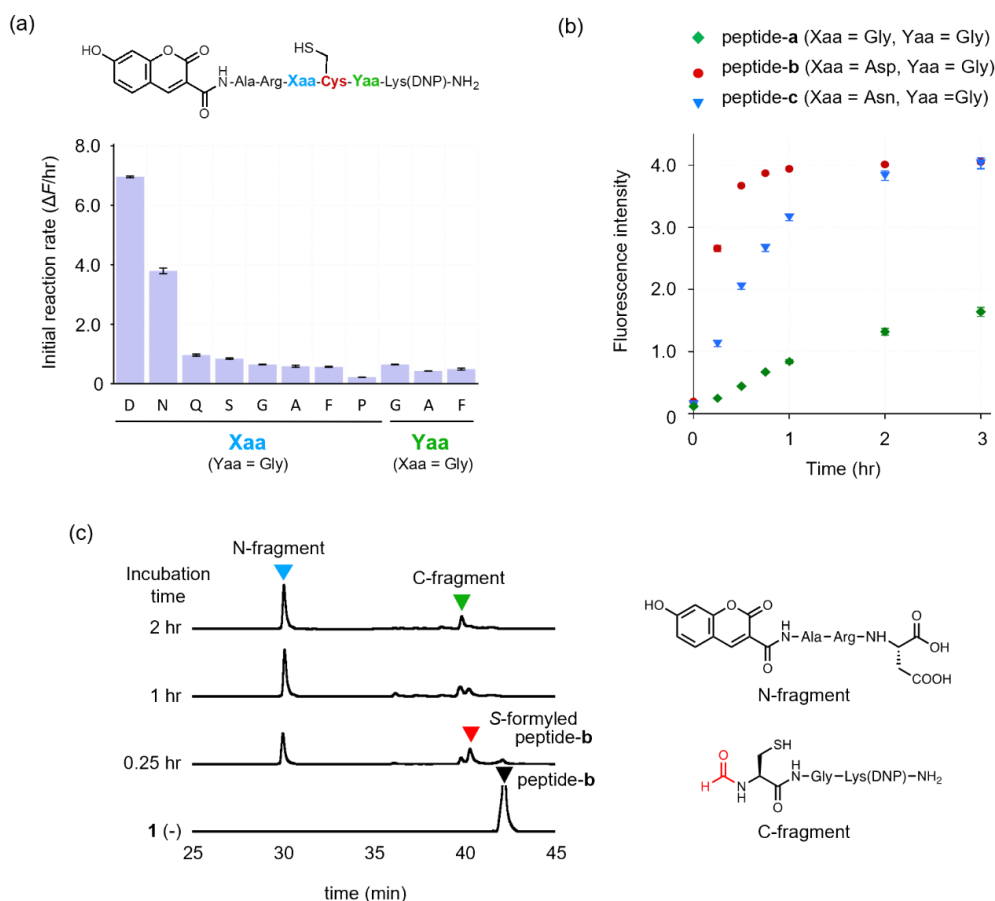 (a)
HS
HO
O
O
H
N
O
-Ala-Arg-Xaa-Cys-Yaa-Lys(DNP)-NH2
Initial reaction rate (ΔF/hr)
8.0
6.0
4.0
2.0
0
D N Q S G A F P G A F
Xaa
(Yaa = Gly)
Yaa
(Xaa = Gly)
(b)
peptide-a (Xaa = Gly, Yaa = Gly)
peptide-b (Xaa = Asp, Yaa = Gly)
peptide-c (Xaa = Asn, Yaa =Gly)
Fluorescence intensity
4.0
3.0
2.0
1.0
0
0 1 2 3
Time (hr)
(c)
N-fragment
Incubation
time
C-fragment
2 hr
1 hr
S-formyled
peptide-b
0.25 hr
peptide-b
1 (-)
25 30 35 40 45
time (min)
HO
O
O
H
N
O
Ala Arg NH
O
OH
COOH
N-fragment
SH
O
H
N
H
H
N
O
Gly Lys(DNP) NH2
C-fragment